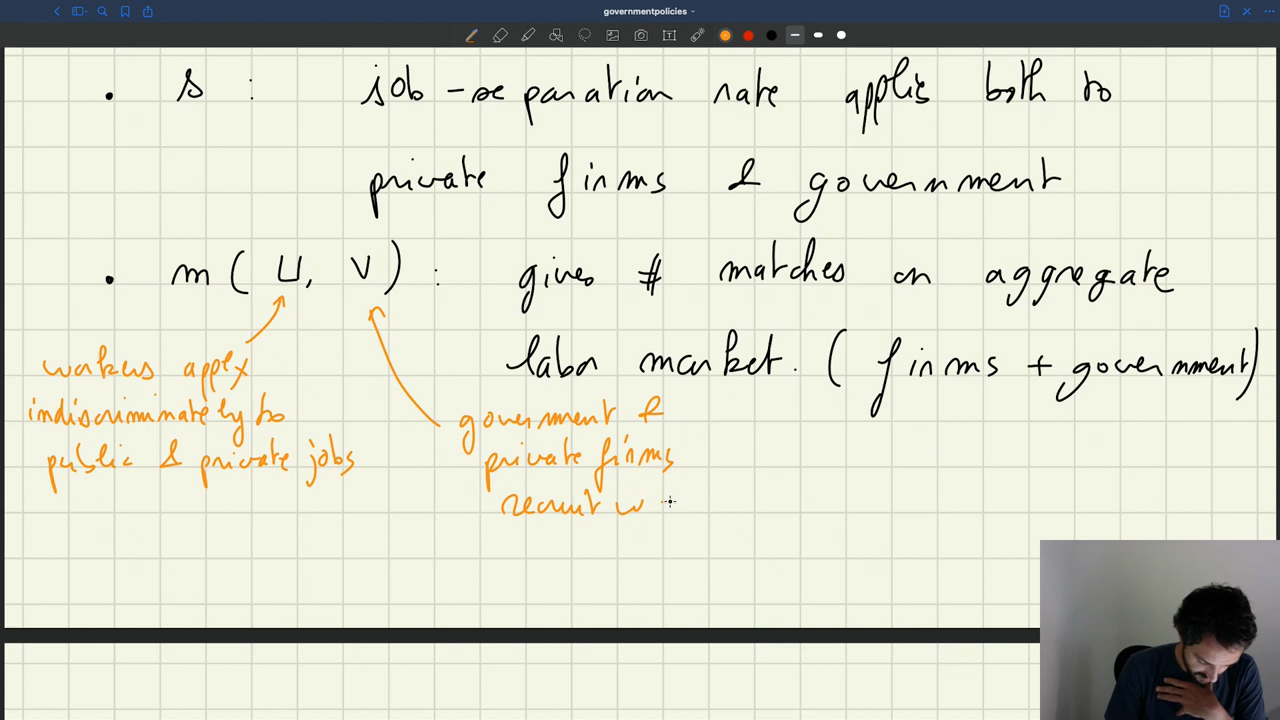 governmentpolicies
• s : job-separation rate applies both to
private firms & government
• m ( U, V ) : gives # matches on aggregate
labor market. ( firms + government)
workers apply
indiscriminately to
public & private jobs
government &
private firms
recruit w